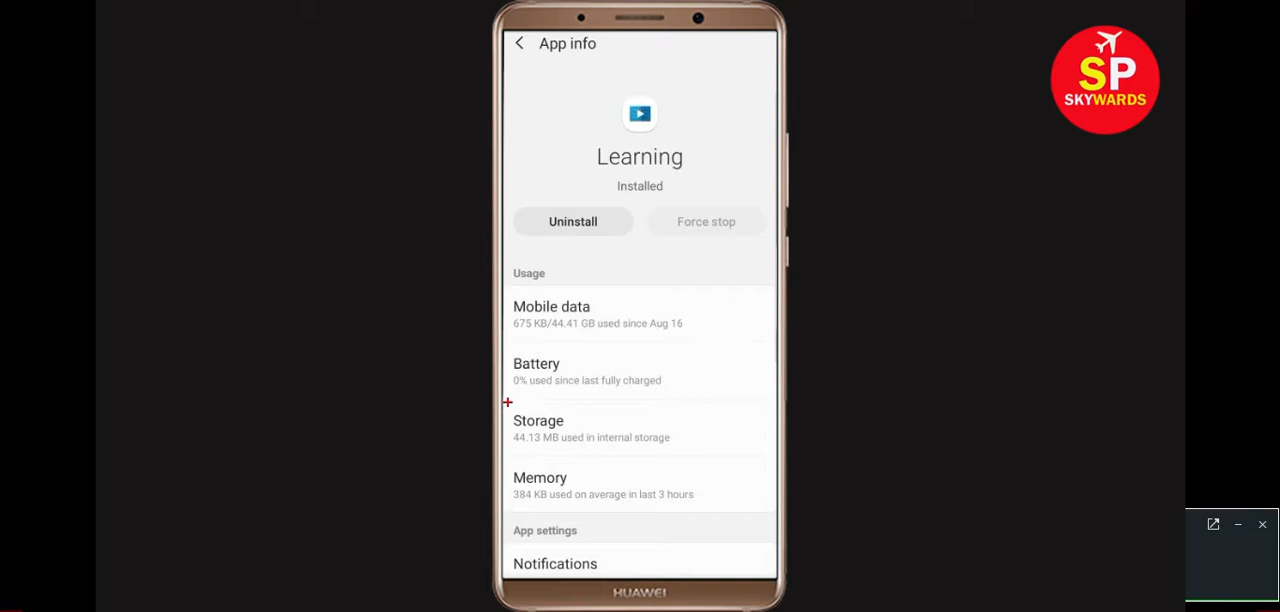 App info
SP
SKYWARDS
Learning
Installed
Uninstall
Force stop
Usage
Mobile data
675 KB/44.41 GB used since Aug 16
Battery
0% used since last fully charged
Storage
44.13 MB used in internal storage
Memory
384 KB used on average in last 3 hours
App settings
Notifications
HUAWEI